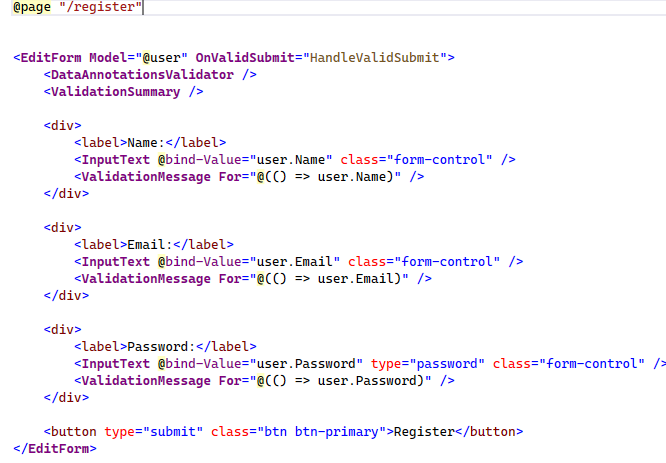 @page "/register"
<EditForm Model="@user" OnValidSubmit="HandleValidSubmit">
    <DataAnnotationsValidator />
    <ValidationSummary />
    <div>
        <label>Name:</label>
        <InputText @bind-Value="user.Name" class="form-control" />
        <ValidationMessage For="@(() => user.Name)" />
    </div>
    <div>
        <label>Email:</label>
        <InputText @bind-Value="user.Email" class="form-control" />
        <ValidationMessage For="@(() => user.Email)" />
    </div>
    <div>
        <label>Password:</label>
        <InputText @bind-Value="user.Password" type="password" class="form-control" />
        <ValidationMessage For="@(() => user.Password)" />
    </div>
    <button type="submit" class="btn btn-primary">Register</button>
</EditForm>